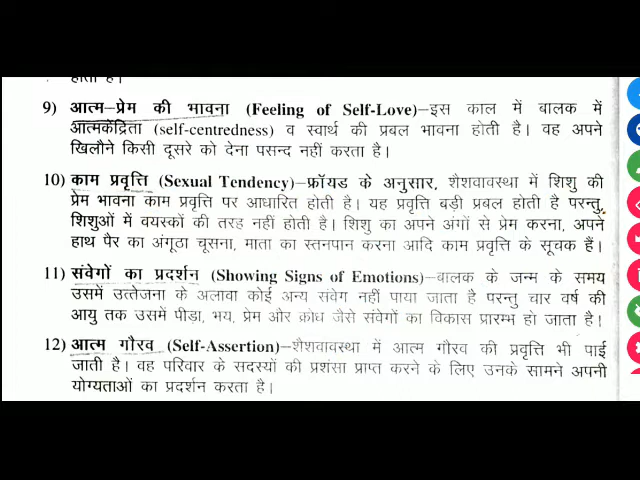 होता है।
9) आत्म–प्रेम की भावना (Feeling of Self-Love)–इस काल में बालक में
आत्मकेंद्रिता (self-centredness) व स्वार्थ की प्रबल भावना होती है। वह अपने
खिलौने किसी दूसरे को देना पसन्द नहीं करता है।
10) काम प्रवृत्ति (Sexual Tendency)–फ्रॉयड के अनुसार, शैशवावस्था में शिशु की
प्रेम भावना काम प्रवृत्ति पर आधारित होती है। यह प्रवृत्ति बड़ी प्रबल होती है परन्तु
शिशुओं में वयस्कों की तरह नहीं होती है। शिशु का अपने अंगों से प्रेम करना, अपने
हाथ पैर का अंगूठा चूसना, माता का स्तनपान करना आदि काम प्रवृत्ति के सूचक हैं।
11) संवेगों का प्रदर्शन (Showing Signs of Emotions)–बालक के जन्म के समय
उसमें उत्तेजना के अलावा कोई अन्य संवेग नहीं पाया जाता है परन्तु चार वर्ष की
आयु तक उसमें पीड़ा, भय, प्रेम और क्रोध जैसे संवेगों का विकास प्रारम्भ हो जाता है।
12) आत्म गौरव (Self-Assertion)–शैशवावस्था में आत्म गौरव की प्रवृत्ति भी पाई
जाती है। वह परिवार के सदस्यों की प्रशंसा प्राप्त करने के लिए उनके सामने अपनी
योग्यताओं का प्रदर्शन करता है।